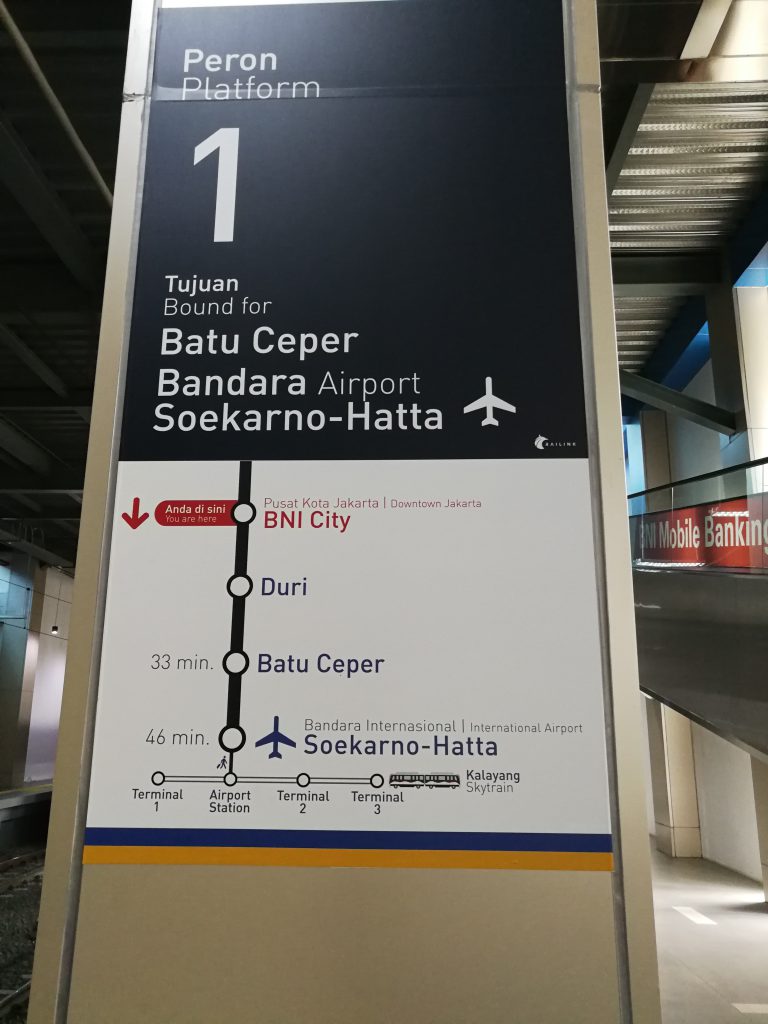 Peron
Platform
1
Tujuan
Bound for
Batu Ceper
Bandara Airport
Soekarno-Hatta
RAILINK
Anda di sini
You are here
Pusat Kota Jakarta | Downtown Jakarta
BNI City
Duri
33 min. Batu Ceper
46 min.
Bandara Internasional | International Airport
Soekarno-Hatta
Terminal 1
Airport Station
Terminal 2
Terminal 3
Kalayang
Skytrain
BNI Mobile Banking